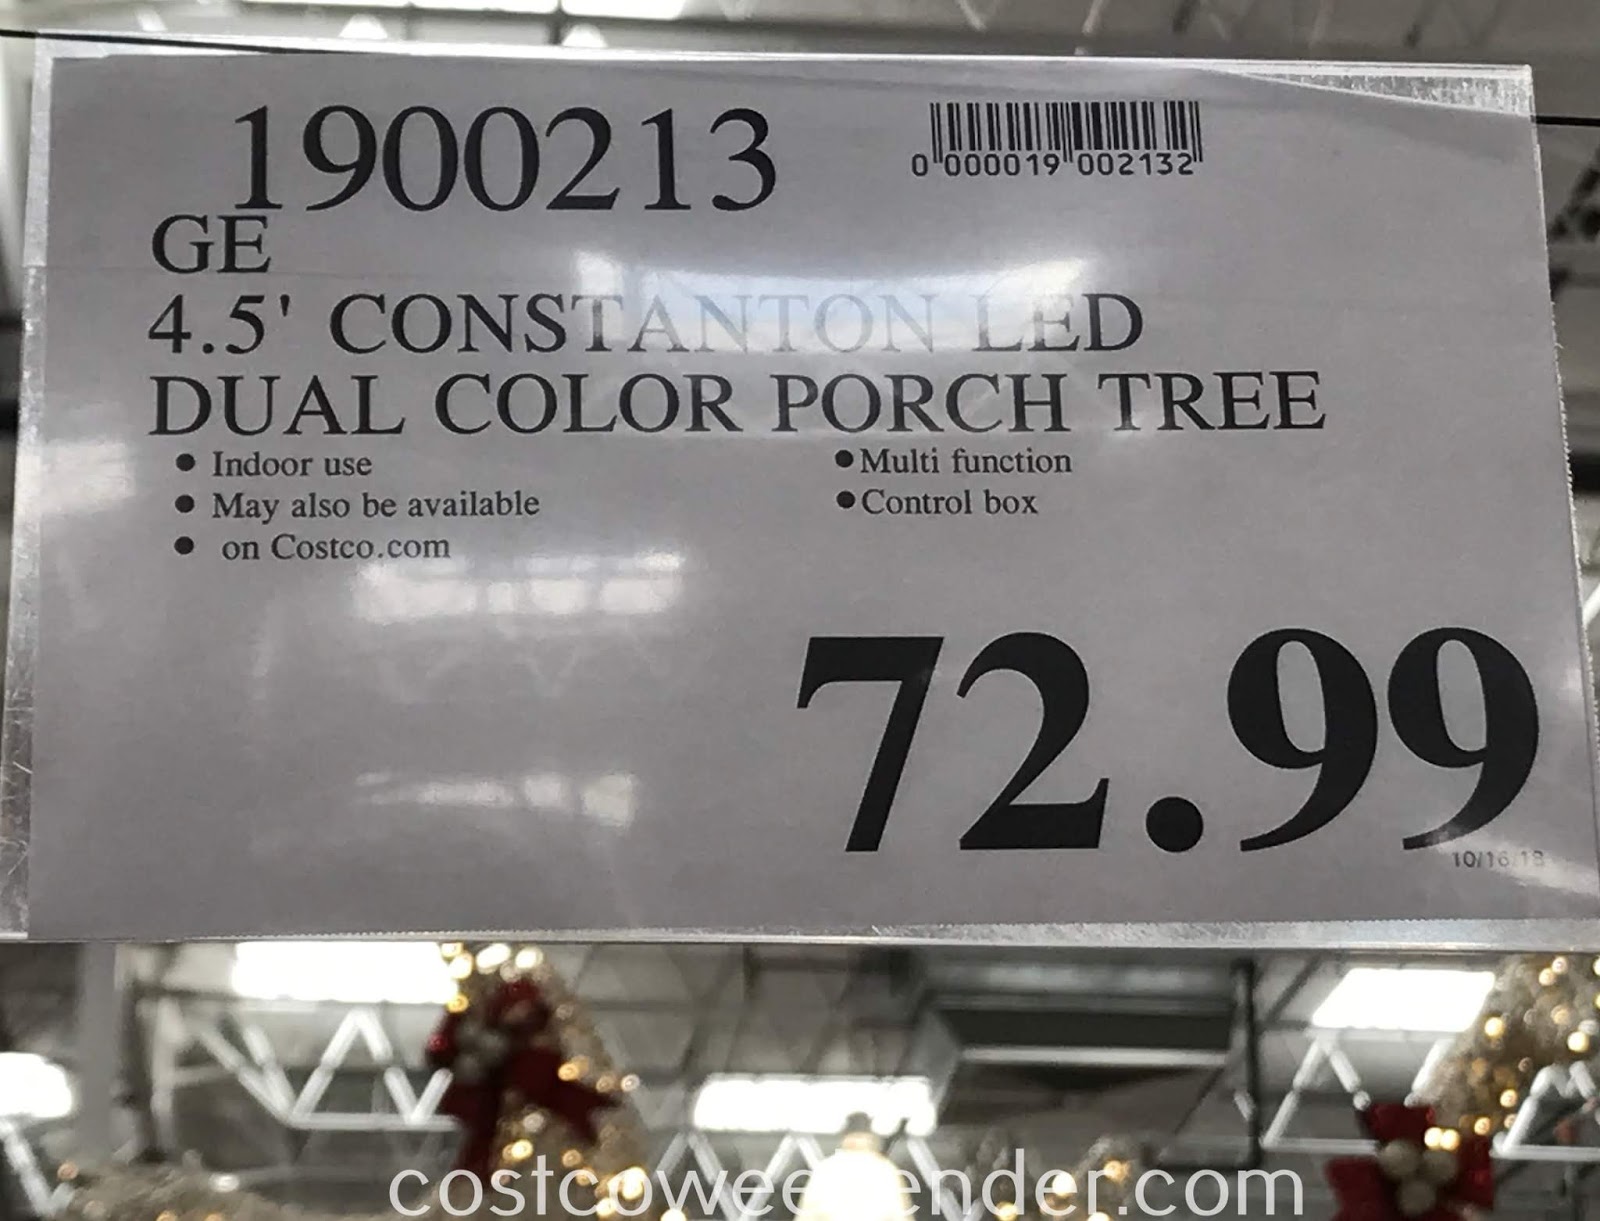 1900213
0 000019 002132
GE
4.5' CONSTANTON LED
DUAL COLOR PORCH TREE
• Indoor use
• May also be available
• on Costco.com
• Multi function
• Control box
72.99
10/16/18
costcoweekender.com